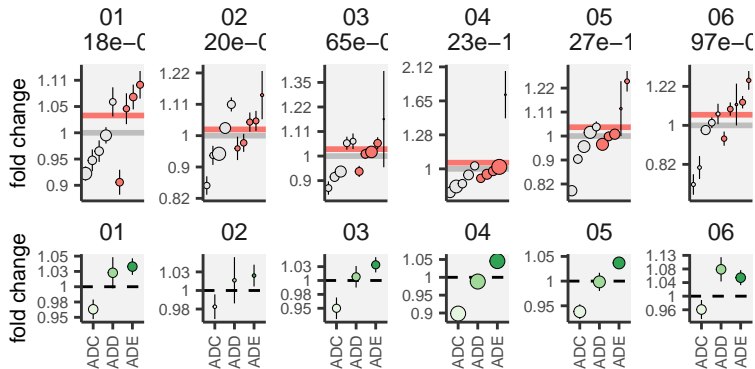 01 02 03 04 05 06
18e−0 20e−0 65e−0 23e−1 27e−1 97e−0
fold change
1.11 1.05 1 0.95 0.9
1.22 1.11 1 0.9 0.82
1.35 1.22 1.11 1 0.9
2.12 1.65 1.28 1
1.22 1.11 1 0.9 0.82
1.22 1 0.82
01 02 03 04 05 06
fold change
1.05 1.03 1 0.98 0.95
1.03 1 0.98
1.03 1 0.98 0.95
1.05 1 0.95 0.9
1.05 1 0.95
1.13 1.08 1.04 1 0.96
ADC ADD ADE ADC ADD ADE ADC ADD ADE ADC ADD ADE ADC ADD ADE ADC ADD ADE